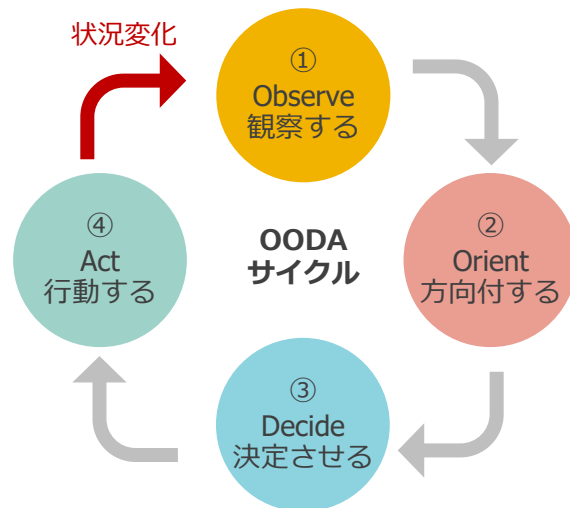 状況変化
①
Observe
観察する
②
Orient
方向付する
③
Decide
決定させる
④
Act
行動する
OODA
サイクル